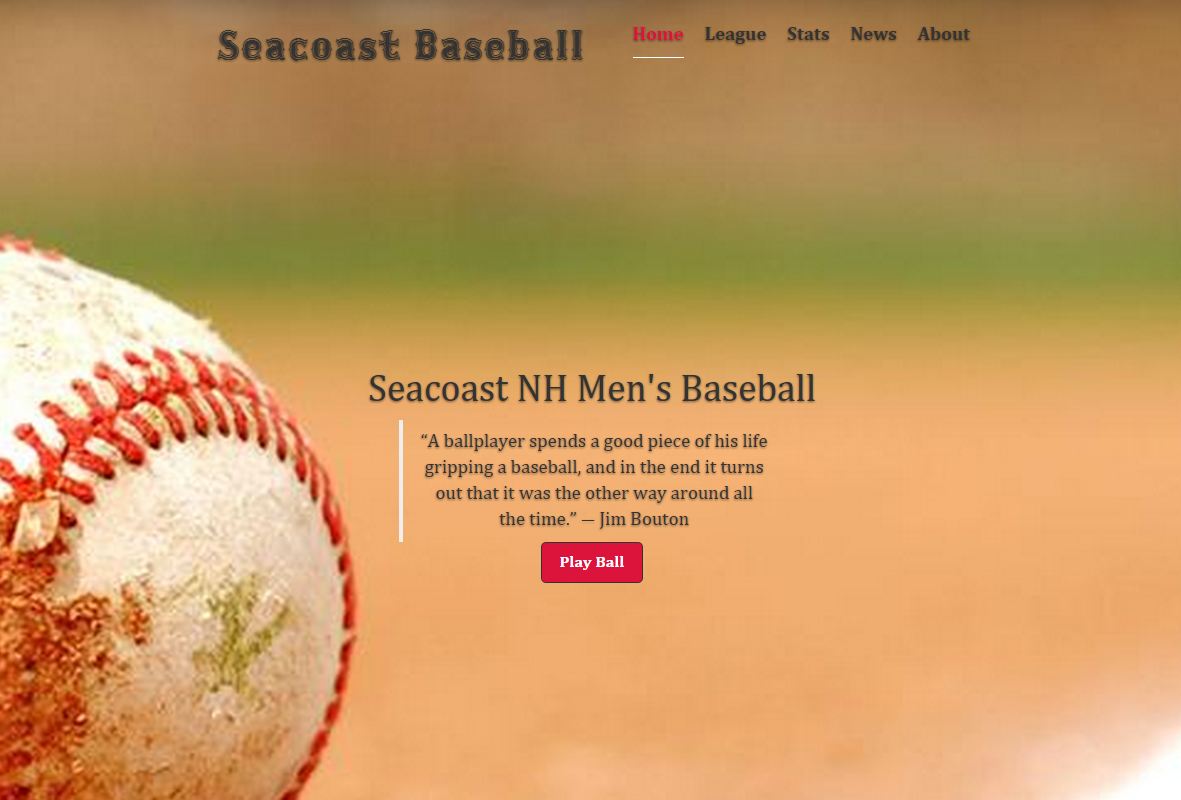 Seacoast Baseball
Home League Stats News About
Seacoast NH Men's Baseball
“A ballplayer spends a good piece of his life
gripping a baseball, and in the end it turns
out that it was the other way around all
the time.” — Jim Bouton
Play Ball